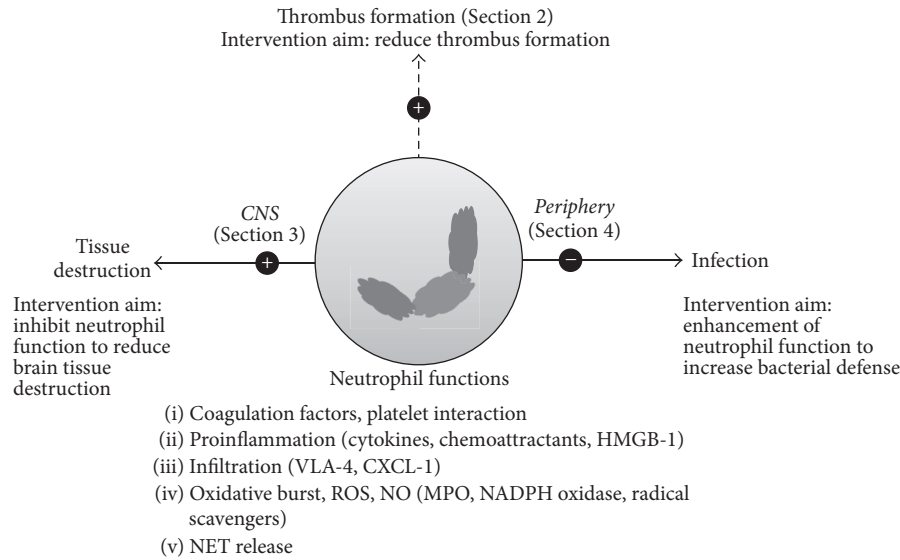 Thrombus formation (Section 2)
Intervention aim: reduce thrombus formation
+
CNS
(Section 3)
Periphery
(Section 4)
Tissue
destruction
+
−
Infection
Intervention aim:
inhibit neutrophil
function to reduce
brain tissue
destruction
Intervention aim:
enhancement of
neutrophil function to
increase bacterial defense
Neutrophil functions
(i) Coagulation factors, platelet interaction
(ii) Proinflammation (cytokines, chemoattractants, HMGB-1)
(iii) Infiltration (VLA-4, CXCL-1)
(iv) Oxidative burst, ROS, NO (MPO, NADPH oxidase, radical
scavengers)
(v) NET release